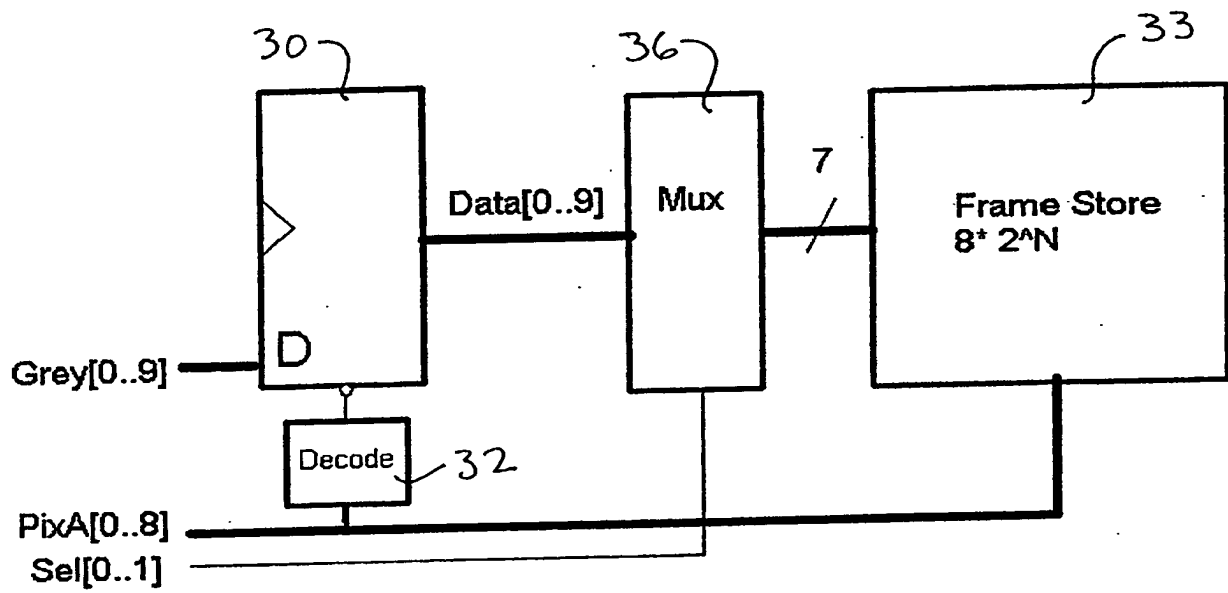 30
36
33
7
Data[0..9]
Mux
Frame Store
8* 2^N
D
Grey[0..9]
Decode
32
PixA[0..8]
Sel[0..1]